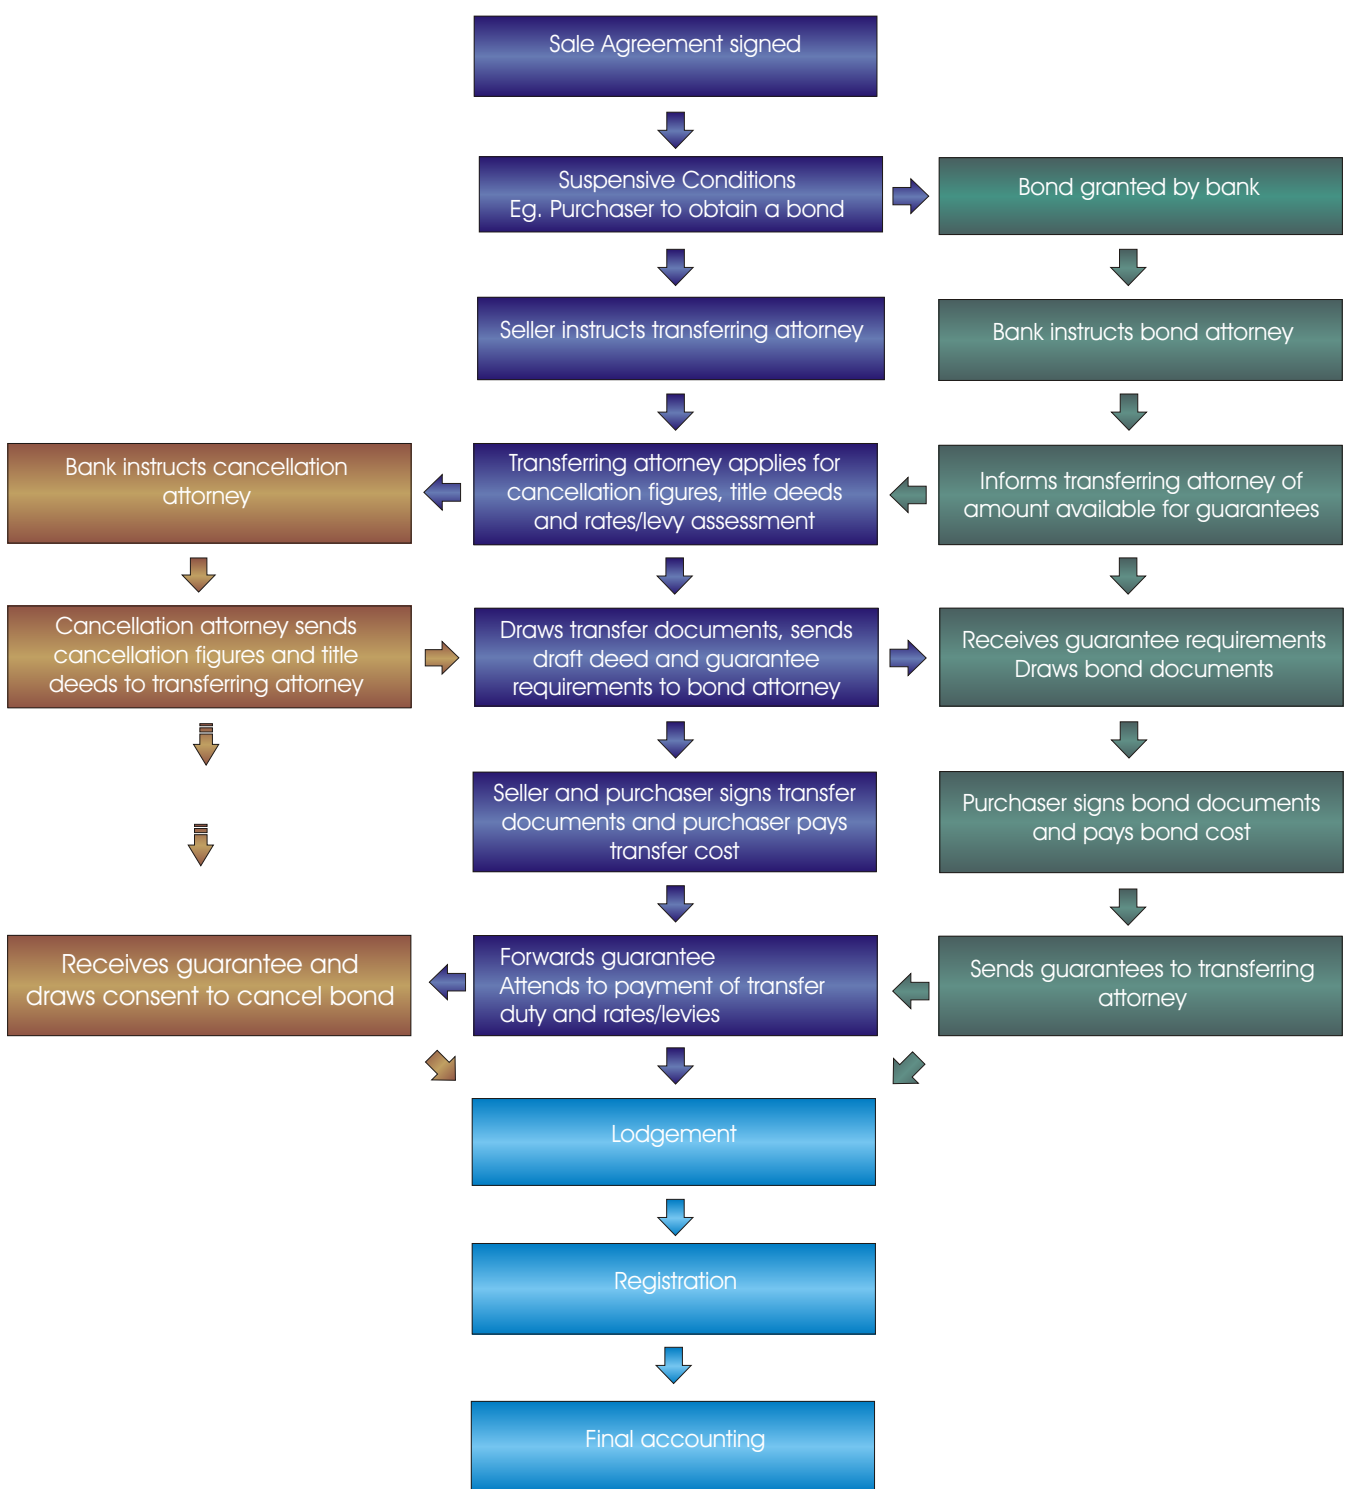 Sale Agreement signed
Suspensive Conditions
Eg. Purchaser to obtain a bond
Bond granted by bank
Seller instructs transferring attorney
Bank instructs bond attorney
Bank instructs cancellation
attorney
Transferring attorney applies for
cancellation figures, title deeds
and rates/levy assessment
Informs transferring attorney of
amount available for guarantees
Cancellation attorney sends
cancellation figures and title
deeds to transferring attorney
Draws transfer documents, sends
draft deed and guarantee
requirements to bond attorney
Receives guarantee requirements
Draws bond documents
Seller and purchaser signs transfer
documents and purchaser pays
transfer cost
Purchaser signs bond documents
and pays bond cost
Receives guarantee and
draws consent to cancel bond
Forwards guarantee
Attends to payment of transfer
duty and rates/levies
Sends guarantees to transferring
attorney
Lodgement
Registration
Final accounting